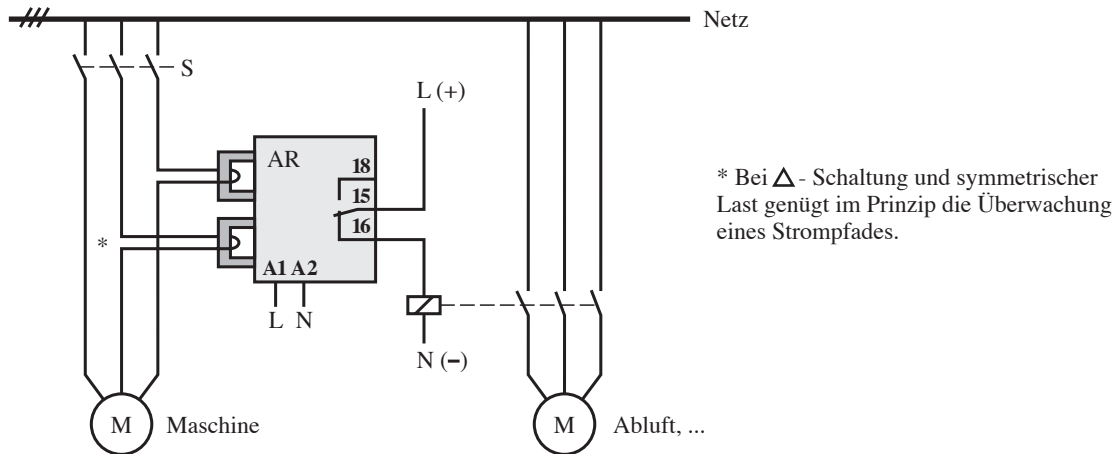 Netz
S
L (+)
AR
18
15
16
*
A1 A2
L N
N (–)
M Maschine
M Abluft, ...
* Bei △ - Schaltung und symmetrischer
Last genügt im Prinzip die Überwachung
eines Strompfades.